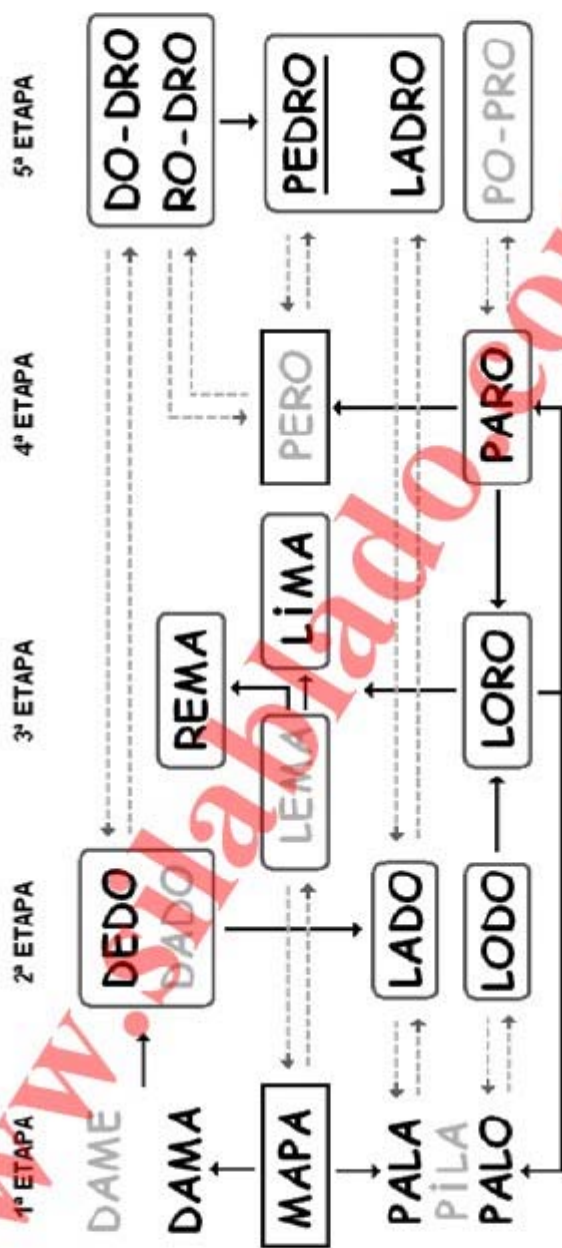 1ª ETAPA
2ª ETAPA
3ª ETAPA
4ª ETAPA
5ª ETAPA
DAME
DAMA
MAPA
PALA
PiLA
PALO
DEDO
DADO
LADO
LODO
REMA
LEMA
LiMA
LORO
PERO
PARO
DO-DRO
RO-DRO
PEDRO
LADRO
PO-PRO
www.silablado.com